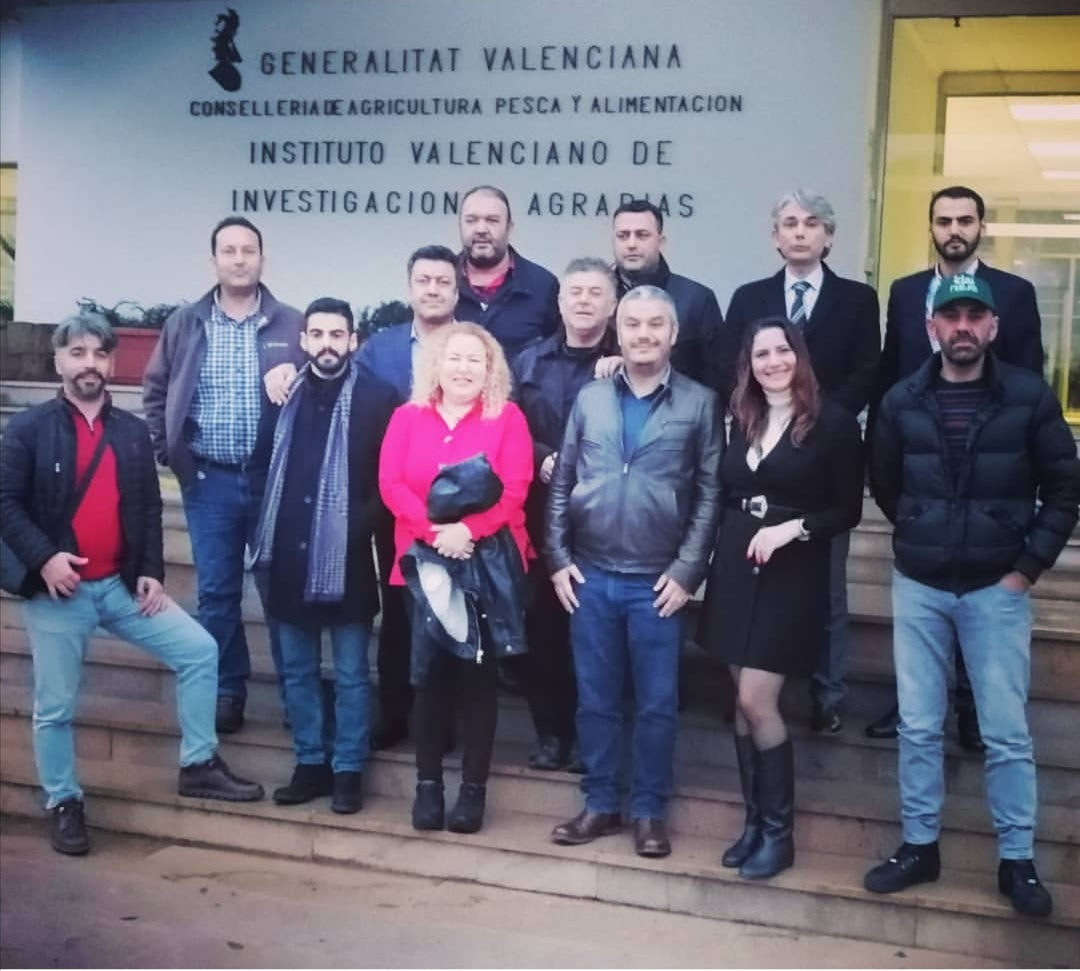 GENERALITAT VALENCIANA
CONSELLERIA DE AGRICULTURA PESCA Y ALIMENTACION
INSTITUTO VALENCIANO DE
INVESTIGACION AGRARIAS